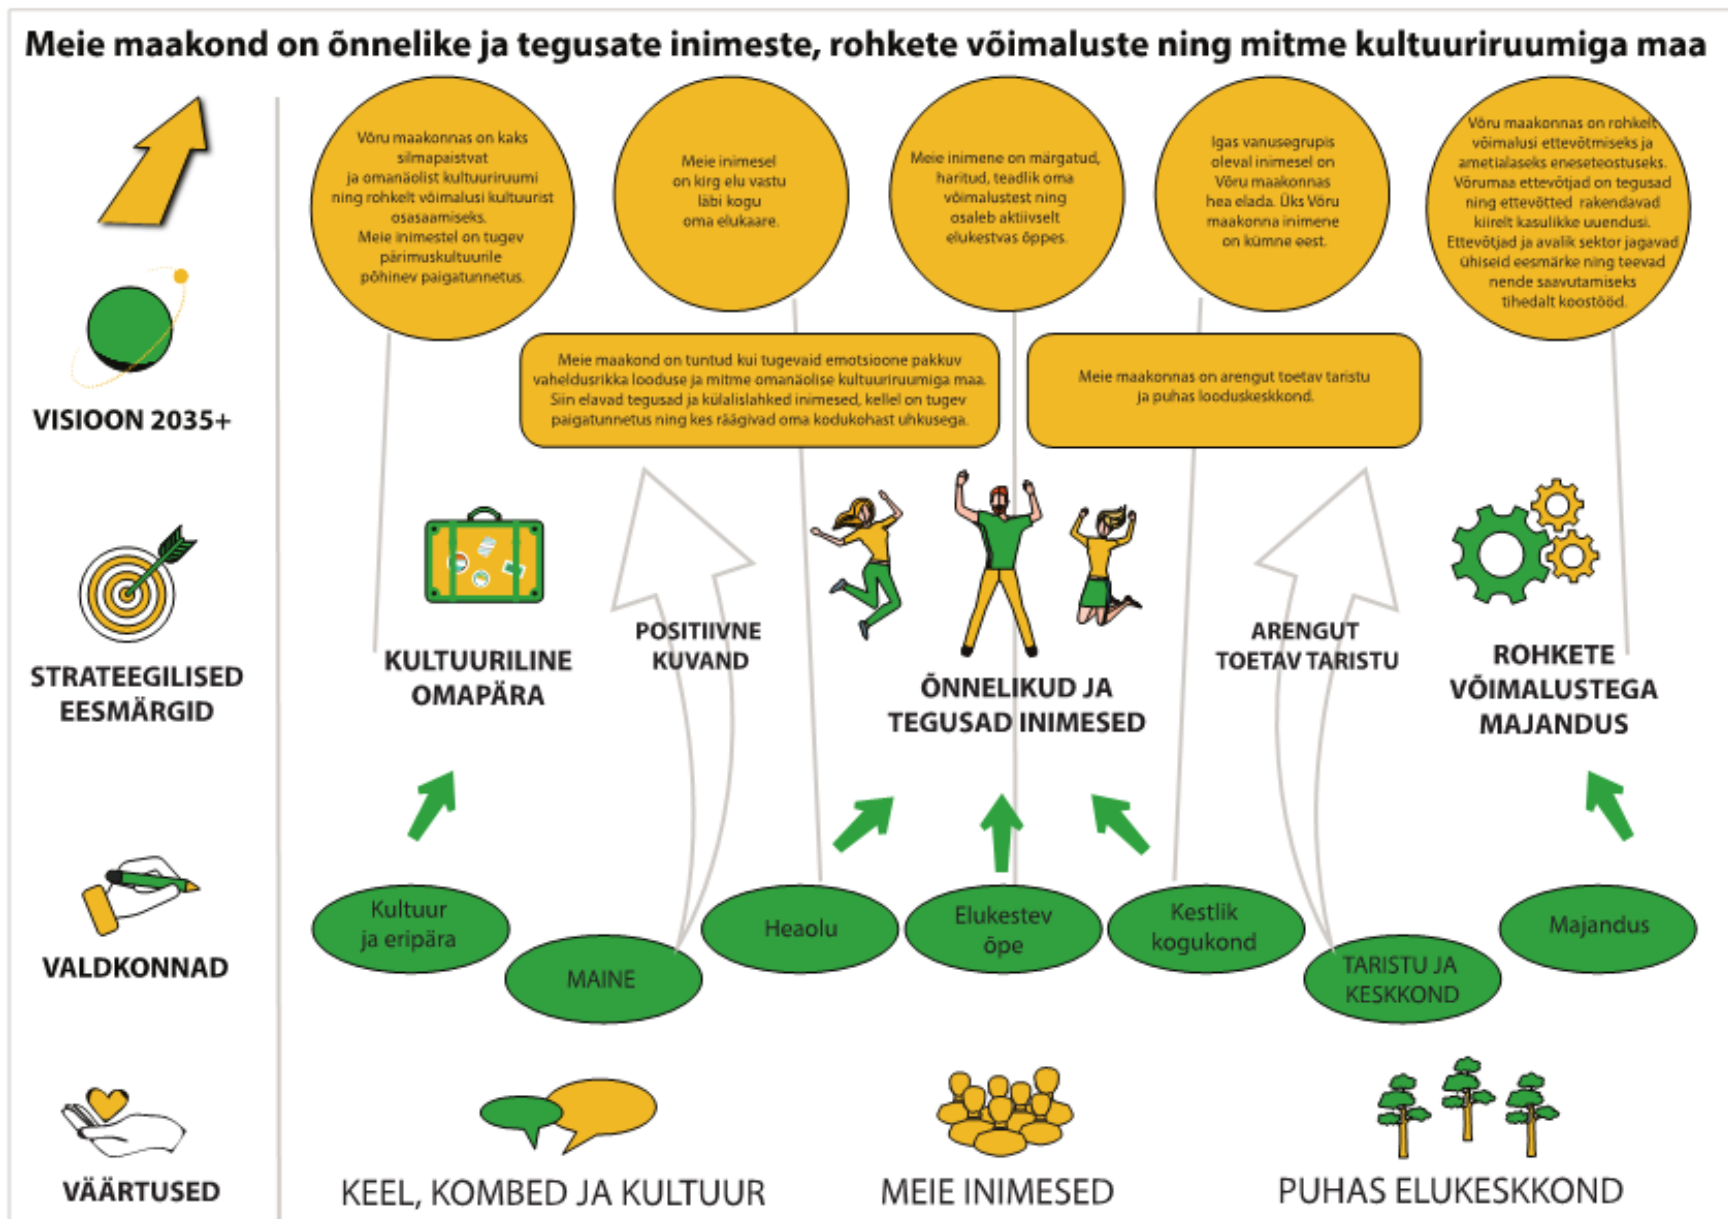 Meie maakond on õnnelike ja tegusate inimeste, rohkete võimaluste ning mitme kultuuriruumiga maa
VISIOON 2035+
Võru maakonnas on kaks
silmapaistvat
ja omanäolist kultuuriruumi
ning rohkelt võimalusi kultuurist
osasaamiseks.
Meie inimestel on tugev
pärimuskultuurile
põhinev paigatunnetus.
Meie inimesel
on kirg elu vastu
läbi kogu
oma elukaare.
Meie inimene on märgatud,
haritud, teadlik oma
võimalustest ning
osaleb aktiivselt
elukestvas õppes.
Igas vanusegrupis
oleval inimesel on
Võru maakonnas
hea elada. Üks Võru
maakonna inimene
on kümne eest.
Võru maakonnas on rohkelt
võimalusi ettevõtmiseks ja
ametialaseks eneseteostuseks.
Võrumaa ettevõtjad on tegusad
ning ettevõtted rakendavad
kiirelt kasulikke uuendusi.
Ettevõtjad ja avalik sektor jagavad
ühiseid eesmärke ning teevad
nende saavutamiseks
tihedalt koostööd.
Meie maakond on tuntud kui tugevaid emotsioone pakkuv
vaheldusrikka looduse ja mitme omanäolise kultuuriruumiga maa.
Siin elavad tegusad ja külalislahked inimesed, kellel on tugev
paigatunnetus ning kes räägivad oma kodukohast uhkusega.
Meie maakonnas on arengut toetav taristu
ja puhas looduskeskkond.
STRATEEGILISED
EESMÄRGID
KULTUURILINE
OMAPÄRA
POSITIIVNE
KUVAND
ÕNNELIKUD JA
TEGUSAD INIMESED
ARENGUT
TOETAV TARISTU
ROHKETE
VÕIMALUSTEGA
MAJANDUS
VALDKONNAD
Kultuur
ja eripära
MAINE
Heaolu
Elukestev
õpe
Kestlik
kogukond
TARISTU JA
KESKKOND
Majandus
VÄÄRTUSED
KEEL, KOMBED JA KULTUUR
MEIE INIMESED
PUHAS ELUKESKKOND